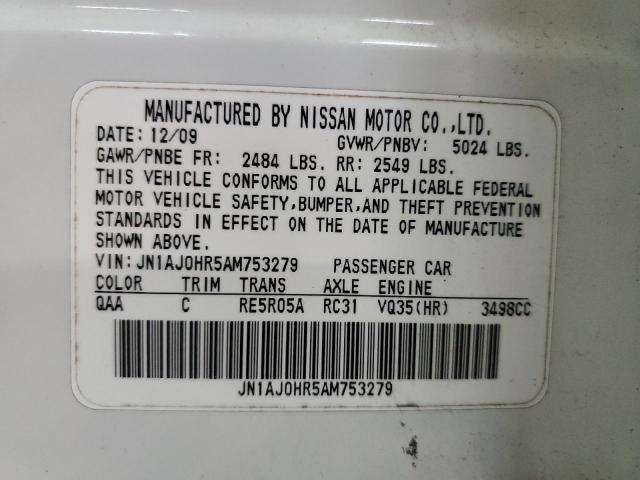 MANUFACTURED BY NISSAN MOTOR CO.,LTD.
DATE: 12/09 GVWR/PNBV: 5024 LBS.
GAWR/PNBE FR: 2484 LBS. RR: 2549 LBS.
THIS VEHICLE CONFORMS TO ALL APPLICABLE FEDERAL
MOTOR VEHICLE SAFETY,BUMPER,AND THEFT PREVENTION
STANDARDS IN EFFECT ON THE DATE OF MANUFACTURE
SHOWN ABOVE.
VIN: JN1AJ0HR5AM753279 PASSENGER CAR
COLOR TRIM TRANS AXLE ENGINE
QAA C RE5R05A RC31 VQ35(HR) 3498CC
JN1AJ0HR5AM753279